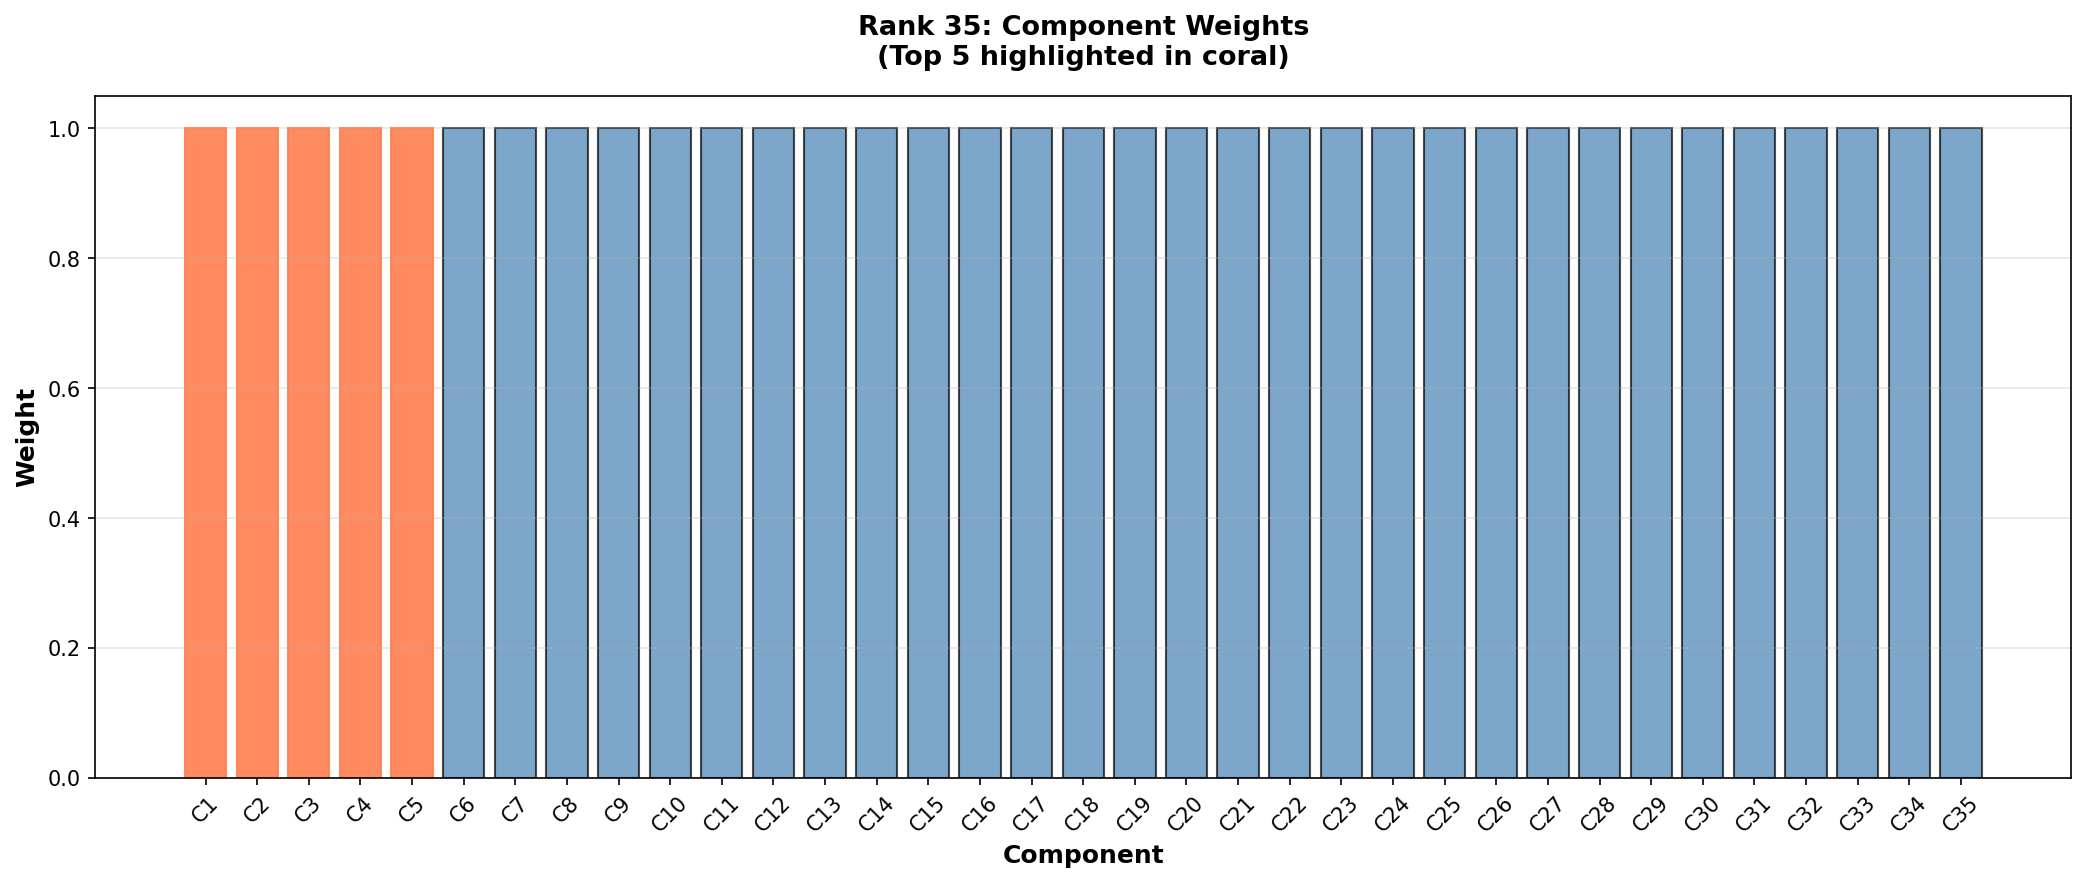 Rank 35: Component Weights
(Top 5 highlighted in coral)
Weight
1.0
0.8
0.6
0.4
0.2
0.0
C1 C2 C3 C4 C5 C6 C7 C8 C9 C10 C11 C12 C13 C14 C15 C16 C17 C18 C19 C20 C21 C22 C23 C24 C25 C26 C27 C28 C29 C30 C31 C32 C33 C34 C35
Component